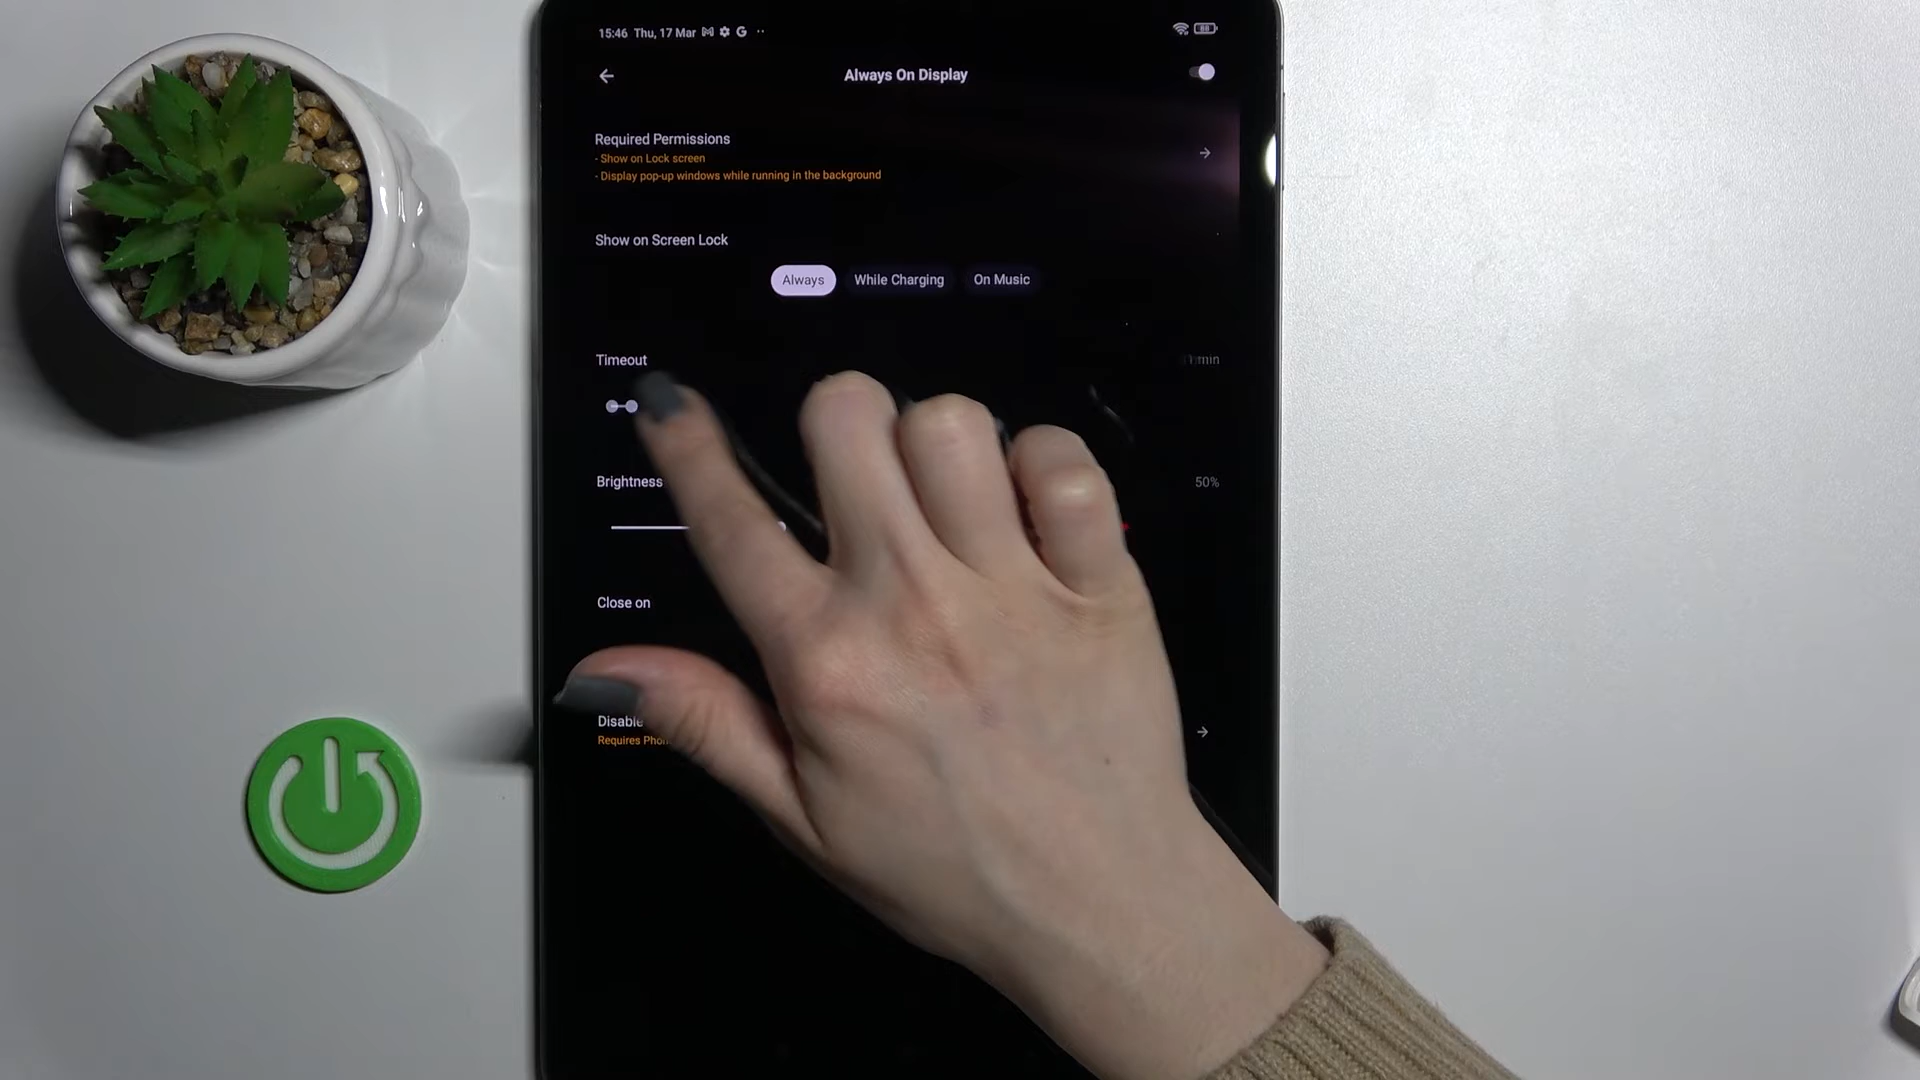 15:46 Thu, 17 Mar
88
Always On Display
Required Permissions
- Show on Lock screen
- Display pop-up windows while running in the background
Show on Screen Lock
Always While Charging On Music
Timeout
min
Brightness 50%
Close on
Disable
Requires